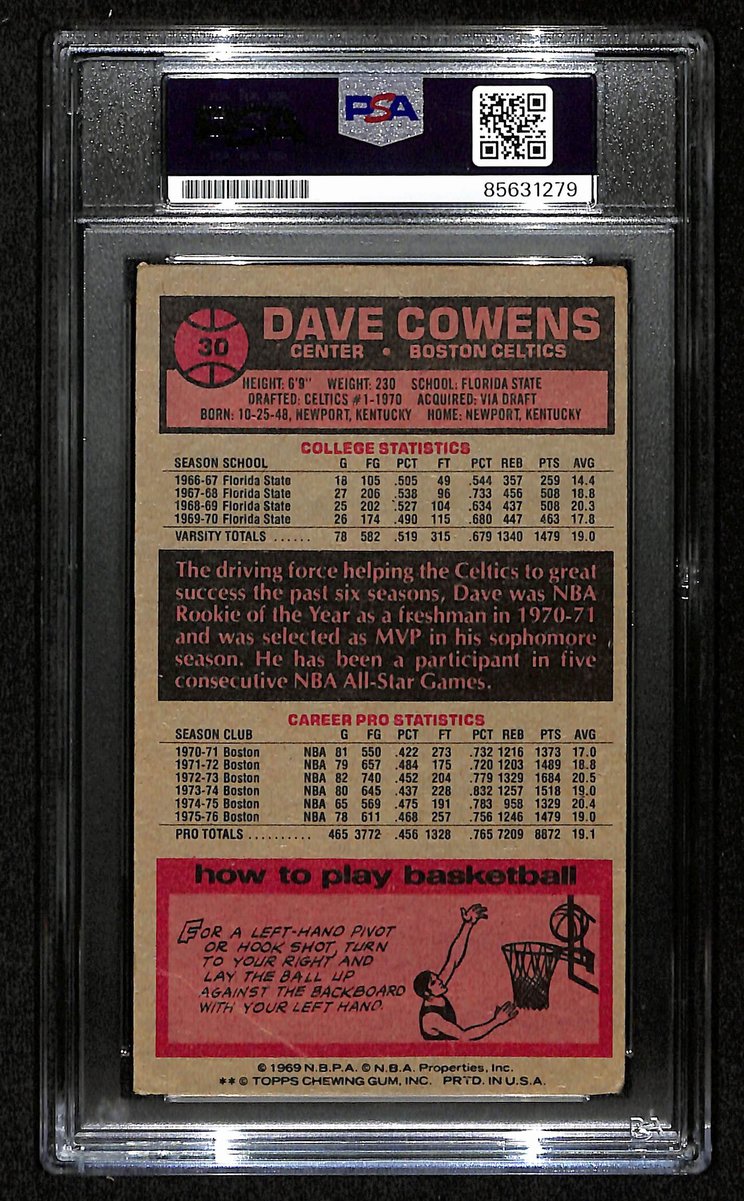 PSA
85631279
30
DAVE COWENS
CENTER • BOSTON CELTICS
HEIGHT: 6'9" WEIGHT: 230 SCHOOL: FLORIDA STATE
DRAFTED: CELTICS #1-1970 ACQUIRED: VIA DRAFT
BORN: 10-25-48, NEWPORT, KENTUCKY HOME: NEWPORT, KENTUCKY
COLLEGE STATISTICS
SEASON SCHOOL G FG PCT FT PCT REB PTS AVG
1966-67 Florida State 18 105 .505 49 .544 357 259 14.4
1967-68 Florida State 27 206 .538 96 .733 456 508 18.8
1968-69 Florida State 25 202 .527 104 .634 437 508 20.3
1969-70 Florida State 26 174 .490 115 .680 447 463 17.8
VARSITY TOTALS ...... 78 582 .519 315 .679 1340 1479 19.0
The driving force helping the Celtics to great
success the past six seasons, Dave was NBA
Rookie of the Year as a freshman in 1970-71
and was selected as MVP in his sophomore
season. He has been a participant in five
consecutive NBA All-Star Games.
CAREER PRO STATISTICS
SEASON CLUB G FG PCT FT PCT REB PTS AVG
1970-71 Boston NBA 81 550 .422 273 .732 1216 1373 17.0
1971-72 Boston NBA 79 657 .484 175 .720 1203 1489 18.8
1972-73 Boston NBA 82 740 .452 204 .779 1329 1684 20.5
1973-74 Boston NBA 80 645 .437 228 .832 1257 1518 19.0
1974-75 Boston NBA 65 569 .475 191 .783 958 1329 20.4
1975-76 Boston NBA 78 611 .468 257 .756 1246 1479 19.0
PRO TOTALS .......... 465 3772 .456 1328 .765 7209 8872 19.1
how to play basketball
FOR A LEFT-HAND PIVOT
OR HOOK SHOT, TURN
TO YOUR RIGHT AND
LAY THE BALL UP
AGAINST THE BACKBOARD
WITH YOUR LEFT HAND.
© 1969 N.B.P.A. © N.B.A. Properties, Inc.
** © TOPPS CHEWING GUM, INC. PRTD. IN U.S.A.